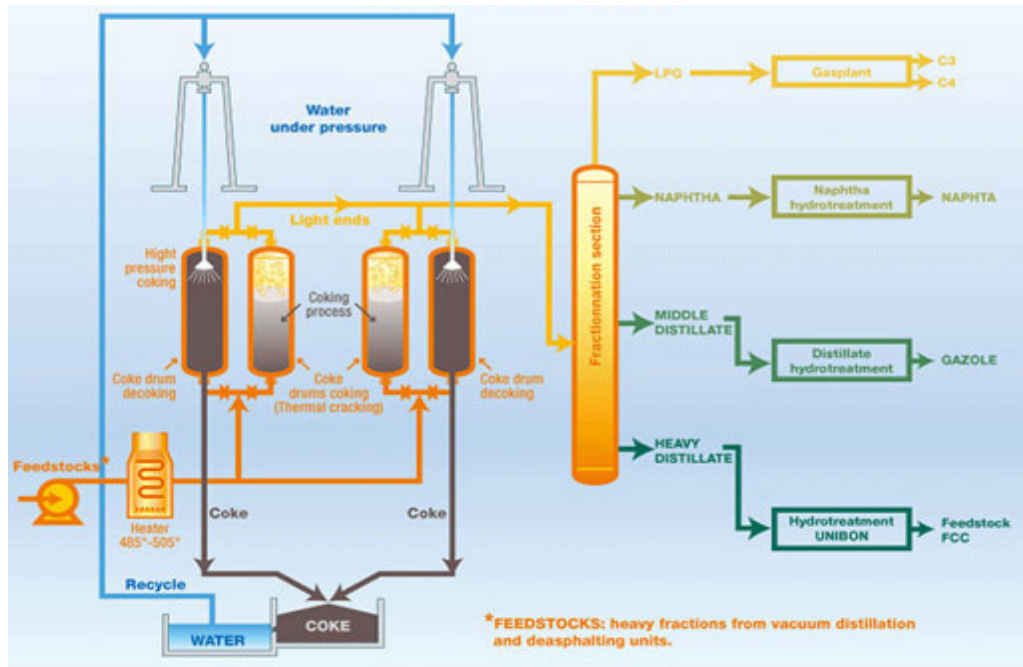 Water
under pressure
LPG
Gasplant
C3
C4
Light ends
NAPHTHA
Naphtha
hydrotreatment
NAPHTA
Hight
pressure
coking
Coking
process
Fractionnation section
MIDDLE
DISTILLATE
Distillate
hydrotreatment
GAZOLE
Coke drum
decoking
Coke
drums coking
(Thermal cracking)
Coke drum
decoking
HEAVY
DISTILLATE
Feedstocks*
Heater
485°-505°
Coke
Coke
Hydrotreatment
UNIBON
Feedstock
FCC
Recycle
WATER
COKE
*FEEDSTOCKS: heavy fractions from vacuum distillation
and deasphalting units.